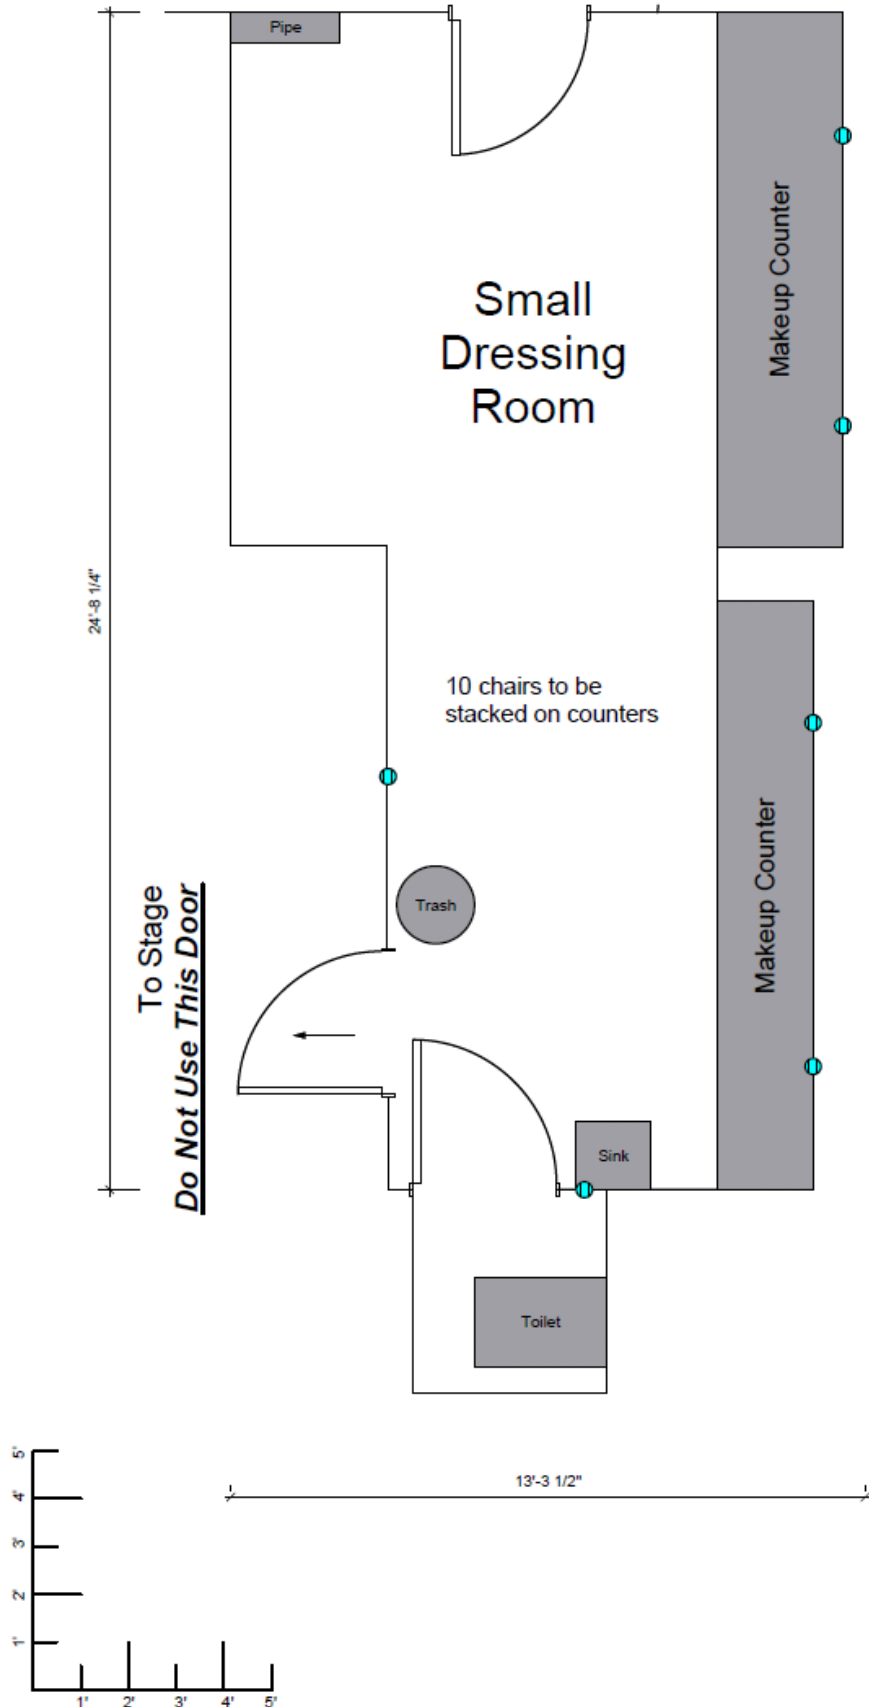 Pipe
Makeup Counter
Small
Dressing
Room
24'-8 1/4"
10 chairs to be
stacked on counters
Makeup Counter
Trash
To Stage
Do Not Use This Door
Sink
Toilet
13'-3 1/2"
5'
4'
3'
2'
1'
1'
2'
3'
4'
5'